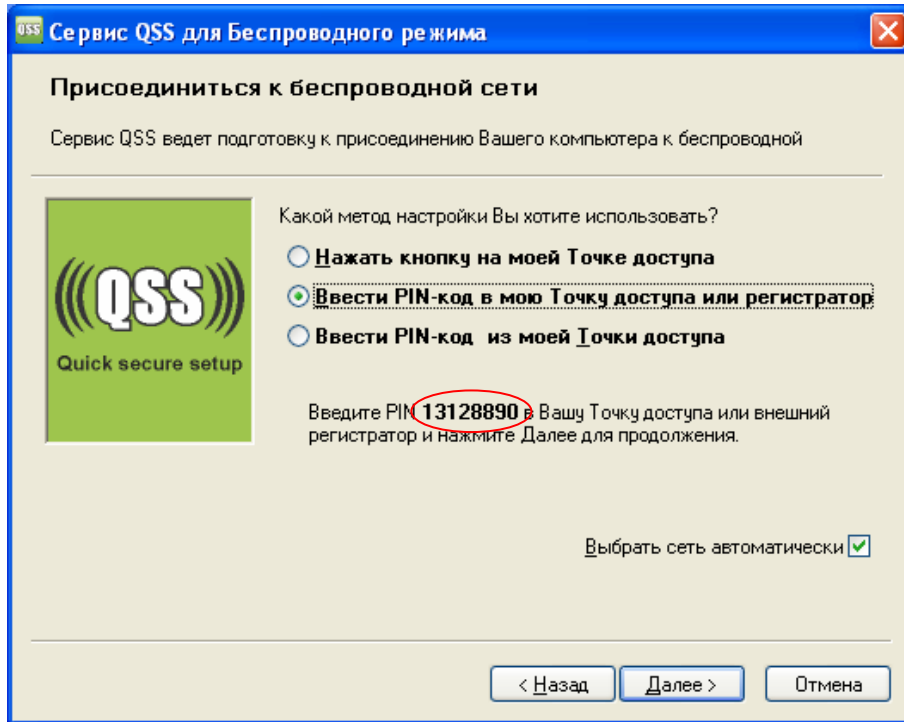 QSS Сервис QSS для Беспроводного режима
Присоединиться к беспроводной сети
Сервис QSS ведет подготовку к присоединению Вашего компьютера к беспроводной
Какой метод настройки Вы хотите использовать?
Нажать кнопку на моей Точке доступа
Ввести PIN-код в мою Точку доступа или регистратор
Ввести PIN-код из моей Точки доступа
(((QSS)))
Quick secure setup
Введите PIN 13128890 в Вашу Точку доступа или внешний
регистратор и нажмите Далее для продолжения.
Выбрать сеть автоматически
< Назад
Далее >
Отмена